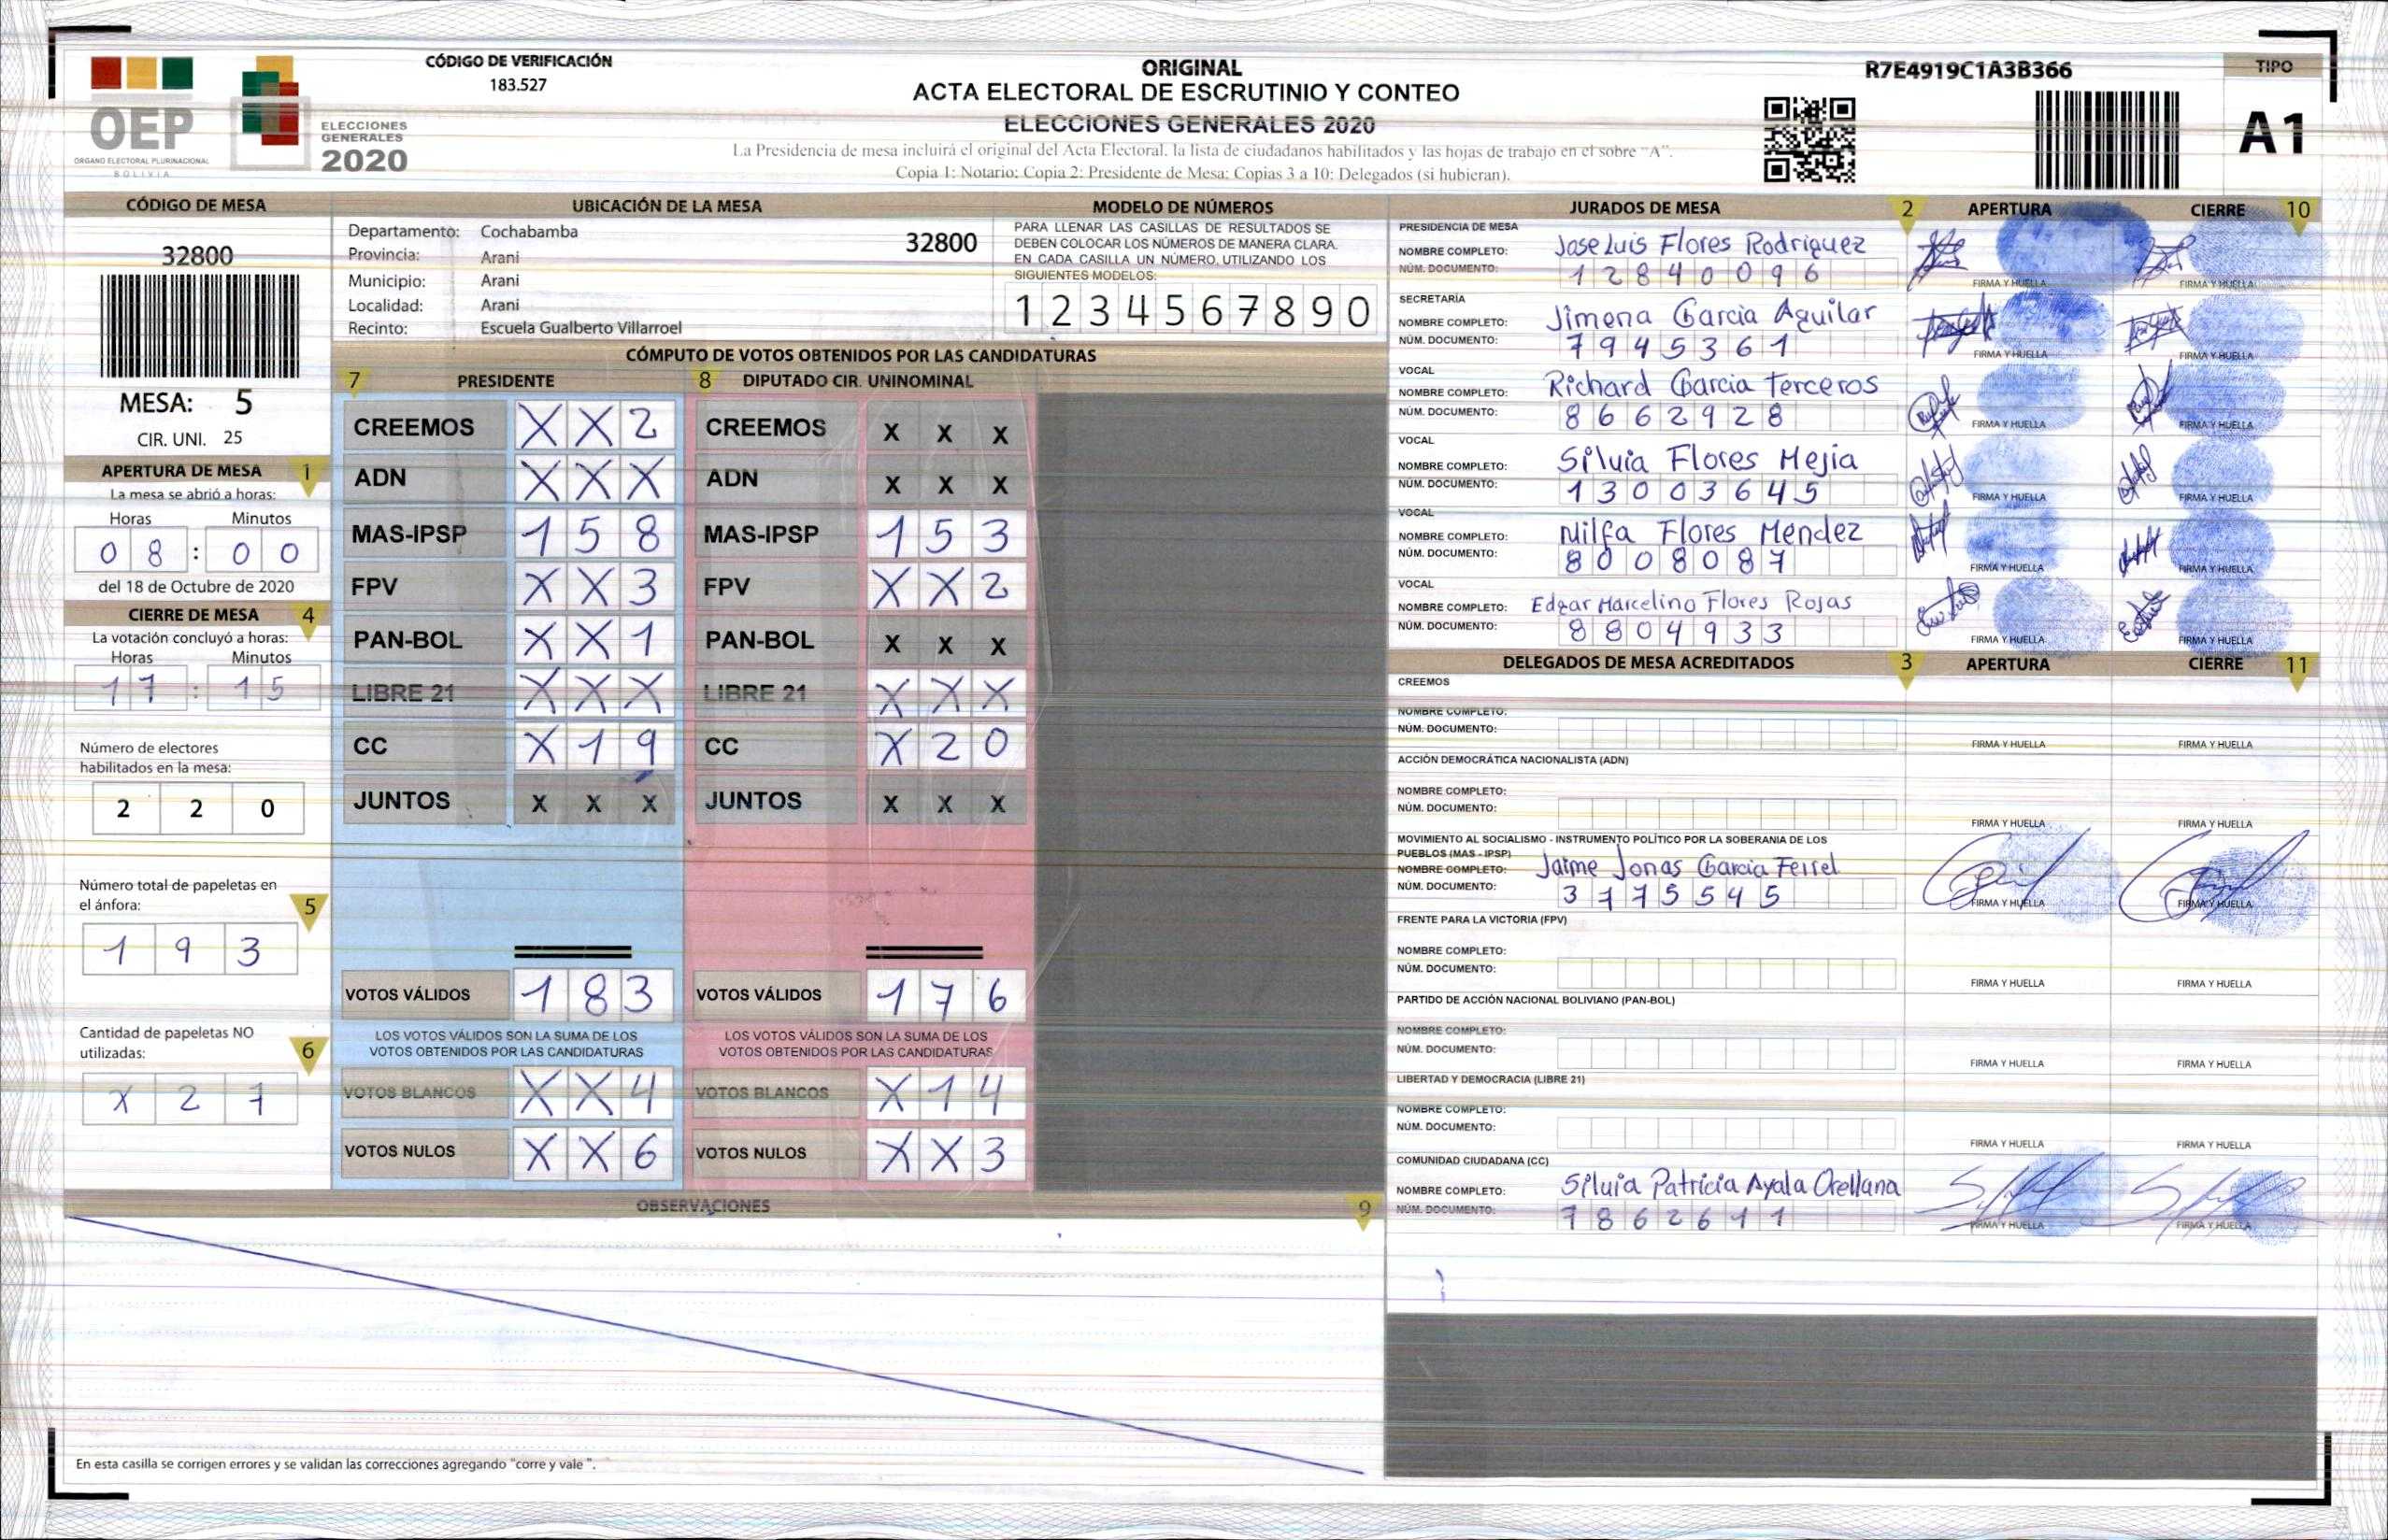 CÓDIGO DE VERIFICACIÓN
183.527
ORIGINAL
ACTA ELECTORAL DE ESCRUTINIO Y CONTEO
ELECCIONES GENERALES 2020
La Presidencia de mesa incluirá el original del Acta Electoral, la lista de ciudadanos habilitados y las hojas de trabajo en el sobre "A".
Copia 1: Notario; Copia 2: Presidente de Mesa; Copias 3 a 10: Delegados (si hubieran).
R7E4919C1A3B366
TIPO
A1
OEP
ÓRGANO ELECTORAL PLURINACIONAL
BOLIVIA
ELECCIONES
GENERALES
2020
CÓDIGO DE MESA
32800
MESA: 5
CIR. UNI. 25
APERTURA DE MESA 1
La mesa se abrió a horas:
Horas Minutos
0 8 : 0 0
del 18 de Octubre de 2020
CIERRE DE MESA 4
La votación concluyó a horas:
Horas Minutos
1 7 : 1 5
Número de electores
habilitados en la mesa:
2 2 0
Número total de papeletas en
el ánfora: 5
1 9 3
Cantidad de papeletas NO
utilizadas: 6
X 2 7
UBICACIÓN DE LA MESA
Departamento: Cochabamba
32800
Provincia: Arani
Municipio: Arani
Localidad: Arani
Recinto: Escuela Gualberto Villarroel
MODELO DE NÚMEROS
PARA LLENAR LAS CASILLAS DE RESULTADOS SE
DEBEN COLOCAR LOS NÚMEROS DE MANERA CLARA.
EN CADA CASILLA UN NÚMERO, UTILIZANDO LOS
SIGUIENTES MODELOS:
1 2 3 4 5 6 7 8 9 0
CÓMPUTO DE VOTOS OBTENIDOS POR LAS CANDIDATURAS
7 PRESIDENTE 8 DIPUTADO CIR. UNINOMINAL
CREEMOS X X 2 CREEMOS X X X
ADN X X X ADN X X X
MAS-IPSP 1 5 8 MAS-IPSP 1 5 3
FPV X X 3 FPV X X 2
PAN-BOL X X 1 PAN-BOL X X X
LIBRE 21 X X X LIBRE 21 X X X
CC X 1 9 CC X 2 0
JUNTOS X X X JUNTOS X X X
VOTOS VÁLIDOS 1 8 3 VOTOS VÁLIDOS 1 7 6
LOS VOTOS VÁLIDOS SON LA SUMA DE LOS LOS VOTOS VÁLIDOS SON LA SUMA DE LOS
VOTOS OBTENIDOS POR LAS CANDIDATURAS VOTOS OBTENIDOS POR LAS CANDIDATURAS
VOTOS BLANCOS X X 4 VOTOS BLANCOS X 1 4
VOTOS NULOS X X 6 VOTOS NULOS X X 3
OBSERVACIONES 9
En esta casilla se corrigen errores y se validan las correcciones agregando "corre y vale".
JURADOS DE MESA 2 APERTURA CIERRE 10
PRESIDENCIA DE MESA
NOMBRE COMPLETO: Jose Luis Flores Rodriguez
NÚM. DOCUMENTO: 1 2 8 4 0 0 9 6
FIRMA Y HUELLA FIRMA Y HUELLA
SECRETARÍA
NOMBRE COMPLETO: Jimena Garcia Aguilar
NÚM. DOCUMENTO: 7 9 4 5 3 6 1
FIRMA Y HUELLA FIRMA Y HUELLA
VOCAL
NOMBRE COMPLETO: Richard Garcia Terceros
NÚM. DOCUMENTO: 8 6 6 2 9 2 8
FIRMA Y HUELLA FIRMA Y HUELLA
VOCAL
NOMBRE COMPLETO: Silvia Flores Mejia
NÚM. DOCUMENTO: 1 3 0 0 3 6 4 5
FIRMA Y HUELLA FIRMA Y HUELLA
VOCAL
NOMBRE COMPLETO: Nilfa Flores Mendez
NÚM. DOCUMENTO: 8 0 0 8 0 8 7
FIRMA Y HUELLA FIRMA Y HUELLA
VOCAL
NOMBRE COMPLETO: Edgar Marcelino Flores Rojas
NÚM. DOCUMENTO: 8 8 0 4 9 3 3
FIRMA Y HUELLA FIRMA Y HUELLA
DELEGADOS DE MESA ACREDITADOS 3 APERTURA CIERRE 11
CREEMOS
NOMBRE COMPLETO:
NÚM. DOCUMENTO:
FIRMA Y HUELLA FIRMA Y HUELLA
ACCIÓN DEMOCRÁTICA NACIONALISTA (ADN)
NOMBRE COMPLETO:
NÚM. DOCUMENTO:
FIRMA Y HUELLA FIRMA Y HUELLA
MOVIMIENTO AL SOCIALISMO - INSTRUMENTO POLÍTICO POR LA SOBERANIA DE LOS
PUEBLOS (MAS - IPSP)
NOMBRE COMPLETO: Jaime Jonas Garcia Ferrel
NÚM. DOCUMENTO: 3 7 7 5 5 4 5
FIRMA Y HUELLA FIRMA Y HUELLA
FRENTE PARA LA VICTORIA (FPV)
NOMBRE COMPLETO:
NÚM. DOCUMENTO:
FIRMA Y HUELLA FIRMA Y HUELLA
PARTIDO DE ACCIÓN NACIONAL BOLIVIANO (PAN-BOL)
NOMBRE COMPLETO:
NÚM. DOCUMENTO:
FIRMA Y HUELLA FIRMA Y HUELLA
LIBERTAD Y DEMOCRACIA (LIBRE 21)
NOMBRE COMPLETO:
NÚM. DOCUMENTO:
FIRMA Y HUELLA FIRMA Y HUELLA
COMUNIDAD CIUDADANA (CC)
NOMBRE COMPLETO: Silvia Patricia Ayala Orellana
NÚM. DOCUMENTO: 7 8 6 2 6 1 1
FIRMA Y HUELLA FIRMA Y HUELLA